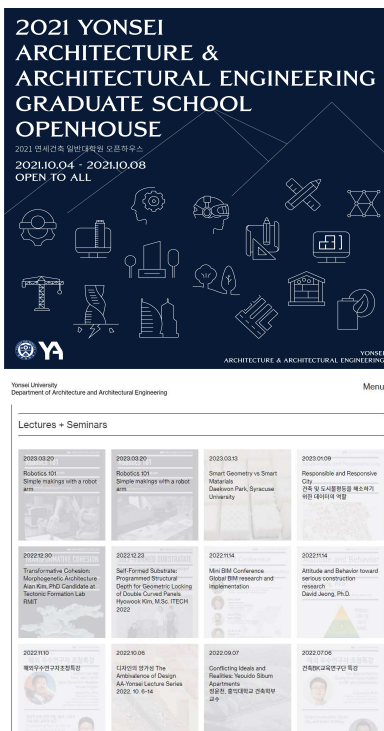 2021 YONSEI
ARCHITECTURE &
ARCHITECTURAL ENGINEERING
GRADUATE SCHOOL
OPENHOUSE
2021 연세건축 일반대학원 오픈하우스
2021.10.04 - 2021.10.08
OPEN TO ALL
YA
YONSEI
ARCHITECTURE & ARCHITECTURAL ENGINEERING
Yonsei University
Department of Architecture and Architectural Engineering
Menu
Lectures + Seminars
2023.03.20
Robotics 101
Simple makings with a robot
arm
2023.03.20
Robotics 101
Simple makings with a robot
arm
2023.03.13
Smart Geometry vs Smart
Matarials
Daekwon Park, Syracuse
University
2023.01.09
Responsible and Responsive
City
건축 및 도시불평등을 해소하기
위한 데이터의 역할
2022.12.30
Transformative Cohesion:
Morphogenetic Architecture
Alan Kim, PhD Candidate at
Tectonic Formation Lab
RMIT
2022.12.23
Self-Formed Substrate:
Programmed Structural
Depth for Geometric Locking
of Double Curved Panels
Hyowook Kim, M.Sc. ITECH
2022
2022.11.14
Mini BIM Conference
Global BIM research and
implementation
2022.11.14
Attitude and Behavior toward
serious construction
research
David Jeong, Ph.D.
2022.11.10
해외우수연구자초청특강
2022.10.06
디자인의 양가성 The
Ambivalence of Design
AA-Yonsei Lecture Series
2022. 10. 6-14
2022.09.07
Conflicting Ideals and
Realities: Yeouido Sibum
Apartments
정윤천, 홍익대학교 건축학부
교수
2022.07.06
건축BK교육연구단 특강